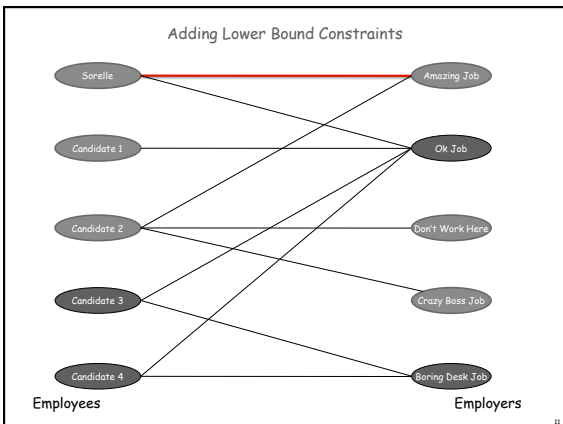 Adding Lower Bound Constraints
Sorelle
Amazing Job
Candidate 1
Ok Job
Candidate 2
Don't Work Here
Candidate 3
Crazy Boss Job
Candidate 4
Boring Desk Job
Employees
Employers
11